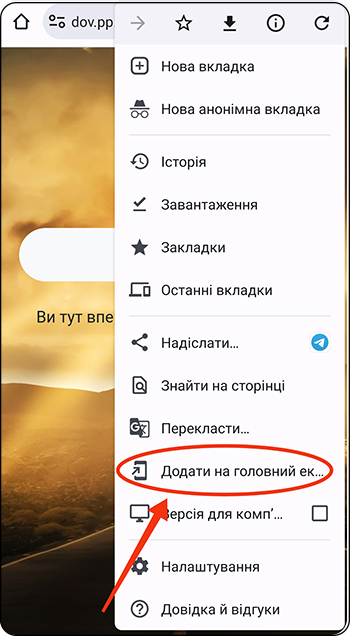 dov.pp
Нова вкладка
Нова анонімна вкладка
Історія
Завантаження
Закладки
Останні вкладки
Ви тут впе
Надіслати…
Знайти на сторінці
Перекласти…
Додати на головний ек…
Версія для комп’…
Налаштування
Довідка й відгуки